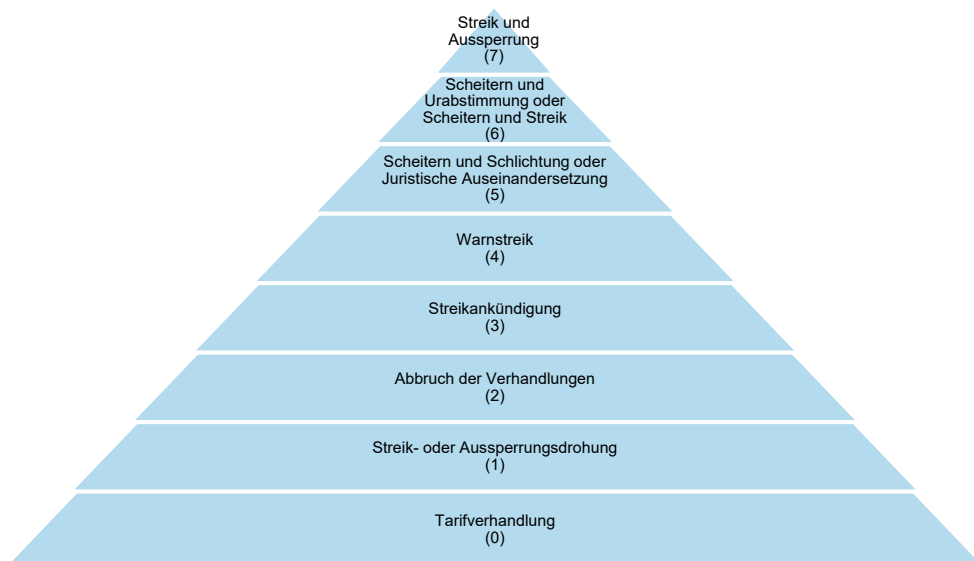 Streik und
Aussperrung
(7)
Scheitern und
Urabstimmung oder
Scheitern und Streik
(6)
Scheitern und Schlichtung oder
Juristische Auseinandersetzung
(5)
Warnstreik
(4)
Streikankündigung
(3)
Abbruch der Verhandlungen
(2)
Streik- oder Aussperrungsdrohung
(1)
Tarifverhandlung
(0)